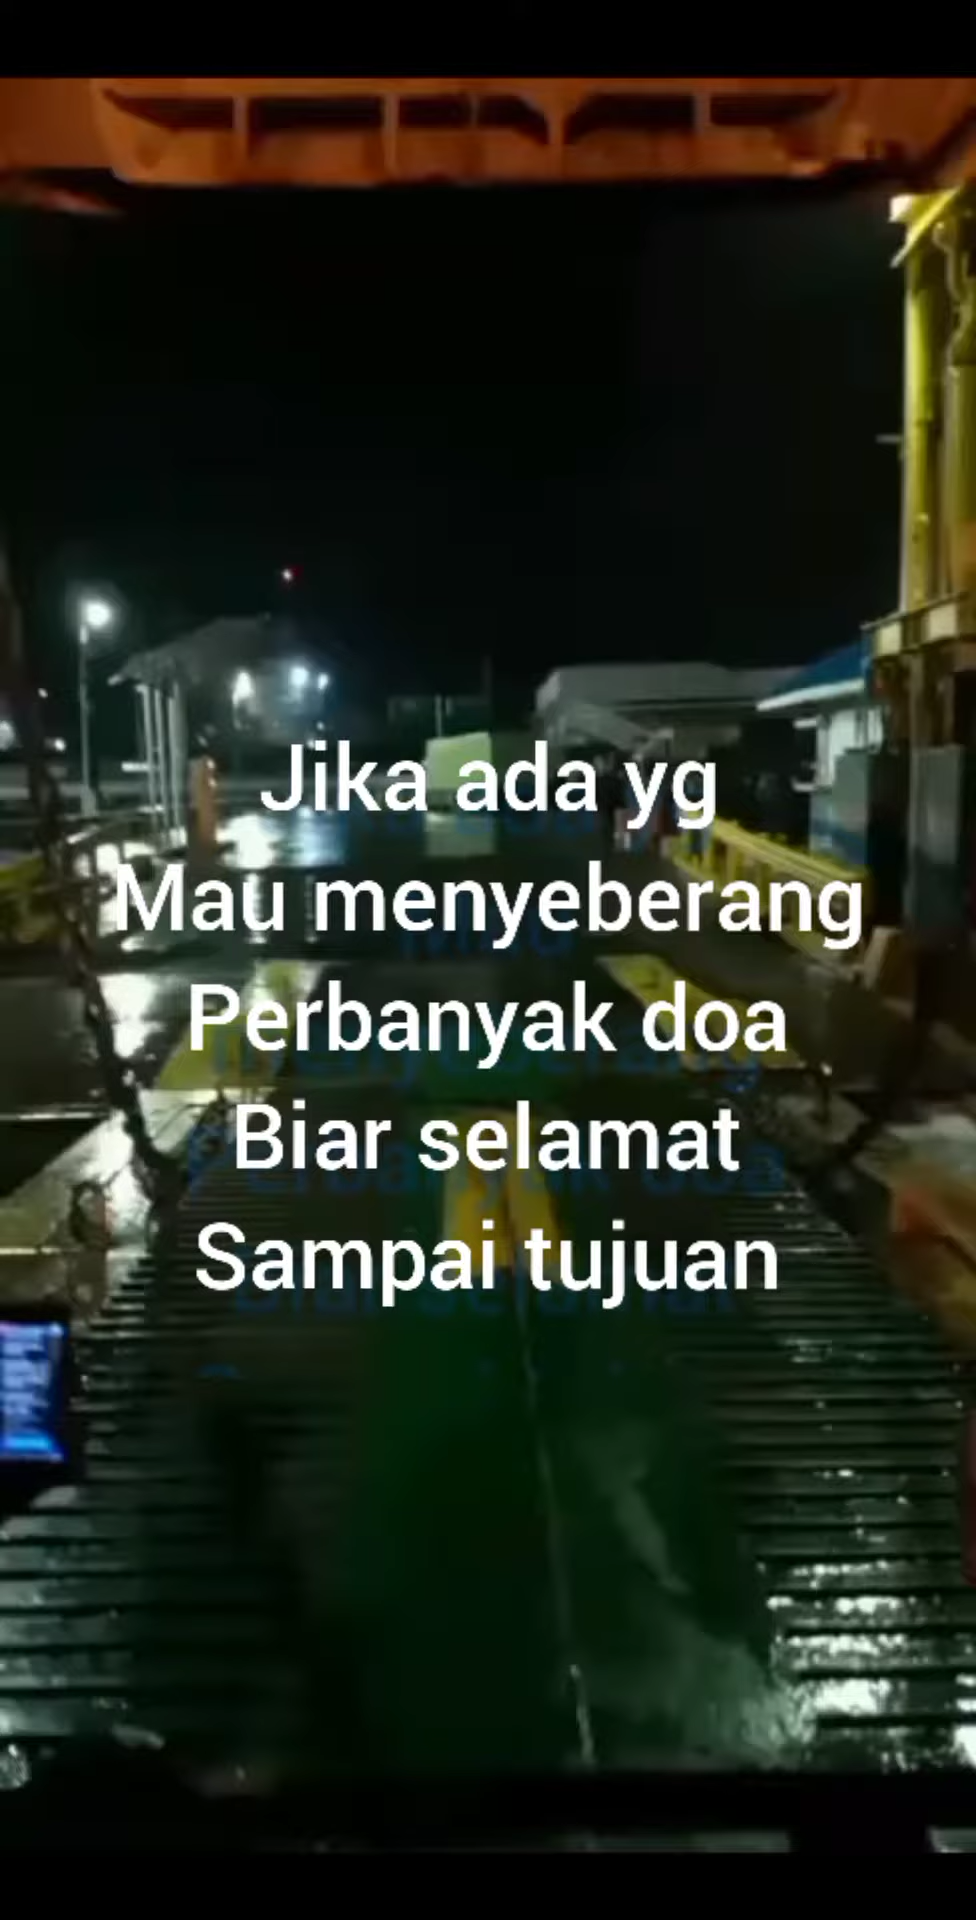 Jika ada yg
Mau menyeberang
Perbanyak doa
Biar selamat
Sampai tujuan